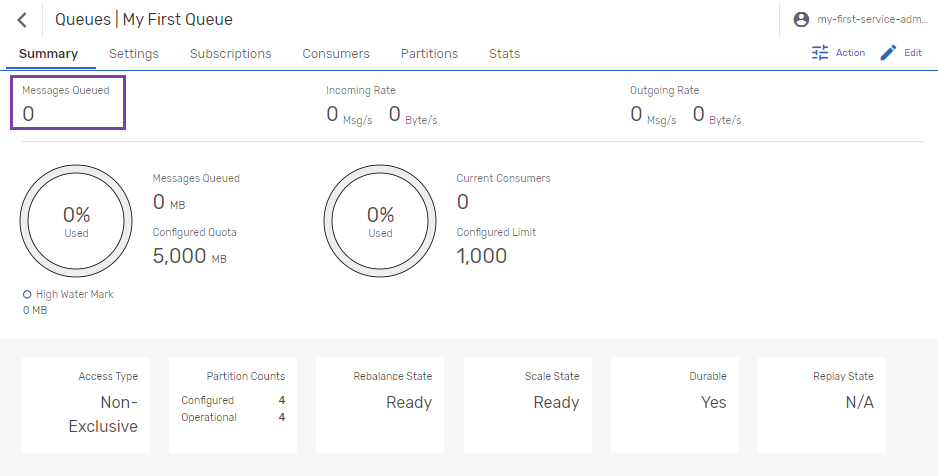 Queues | My First Queue
my-first-service-adm...
Summary Settings Subscriptions Consumers Partitions Stats
Action Edit
Messages Queued
0
Incoming Rate
0 Msg/s 0 Byte/s
Outgoing Rate
0 Msg/s 0 Byte/s
0%
Used
Messages Queued
0 MB
Configured Quota
5,000 MB
High Water Mark
0 MB
0%
Used
Current Consumers
0
Configured Limit
1,000
Access Type
Non-
Exclusive
Partition Counts
Configured 4
Operational 4
Rebalance State
Ready
Scale State
Ready
Durable
Yes
Replay State
N/A